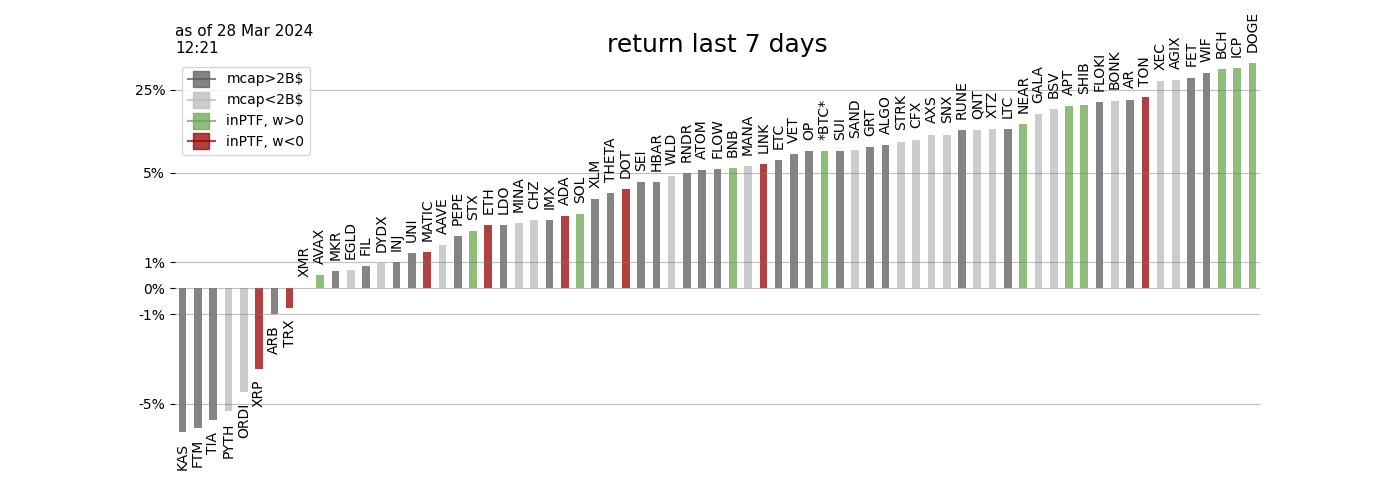 as of 28 Mar 2024
12:21
return last 7 days
mcap>2B$
mcap<2B$
inPTF, w>0
inPTF, w<0
25%
5%
1%
0%
-1%
-5%
KAS
FTM
TIA
PYTH
ORDI
XRP
ARB
TRX
XMR
AVAX
MKR
EGLD
FIL
DYDX
INJ
UNI
MATIC
AAVE
PEPE
STX
ETH
LDO
MINA
CHZ
IMX
ADA
SOL
XLM
THETA
DOT
SEI
HBAR
WLD
RNDR
ATOM
FLOW
BNB
MANA
LINK
ETC
VET
OP
*BTC*
SUI
SAND
GRT
ALGO
STRK
CFX
AXS
SNX
RUNE
QNT
XTZ
LTC
NEAR
GALA
BSV
APT
SHIB
FLOKI
BONK
AR
TON
XEC
AGIX
FET
WIF
BCH
ICP
DOGE